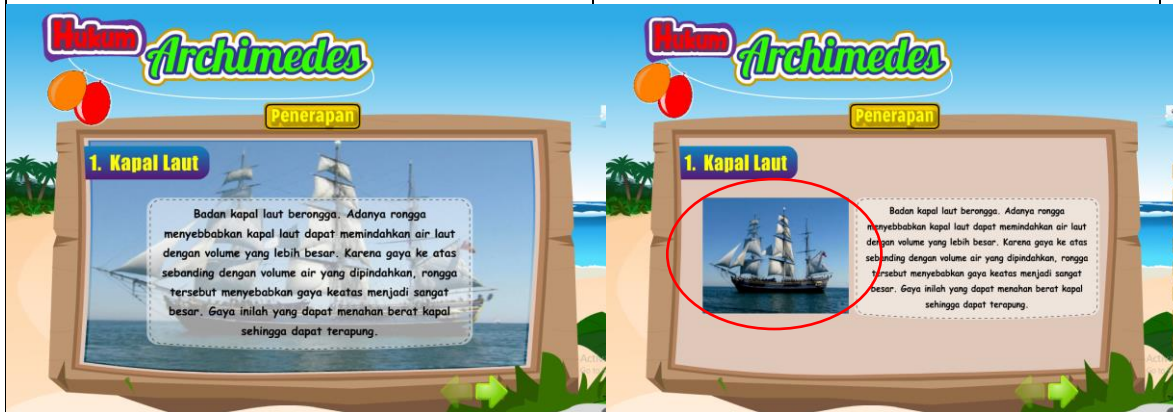 Hukum
Archimedes
Penerapan
1. Kapal Laut
Badan kapal laut berongga. Adanya rongga
menyebbabkan kapal laut dapat memindahkan air laut
dengan volume yang lebih besar. Karena gaya ke atas
sebanding dengan volume air yang dipindahkan, rongga
tersebut menyebabkan gaya keatas menjadi sangat
besar. Gaya inilah yang dapat menahan berat kapal
sehingga dapat terapung.
Hukum
Archimedes
Penerapan
1. Kapal Laut
Badan kapal laut berongga. Adanya rongga
menyebbabkan kapal laut dapat memindahkan air laut
dengan volume yang lebih besar. Karena gaya ke atas
sebanding dengan volume air yang dipindahkan, rongga
tersebut menyebabkan gaya keatas menjadi sangat
besar. Gaya inilah yang dapat menahan berat kapal
sehingga dapat terapung.